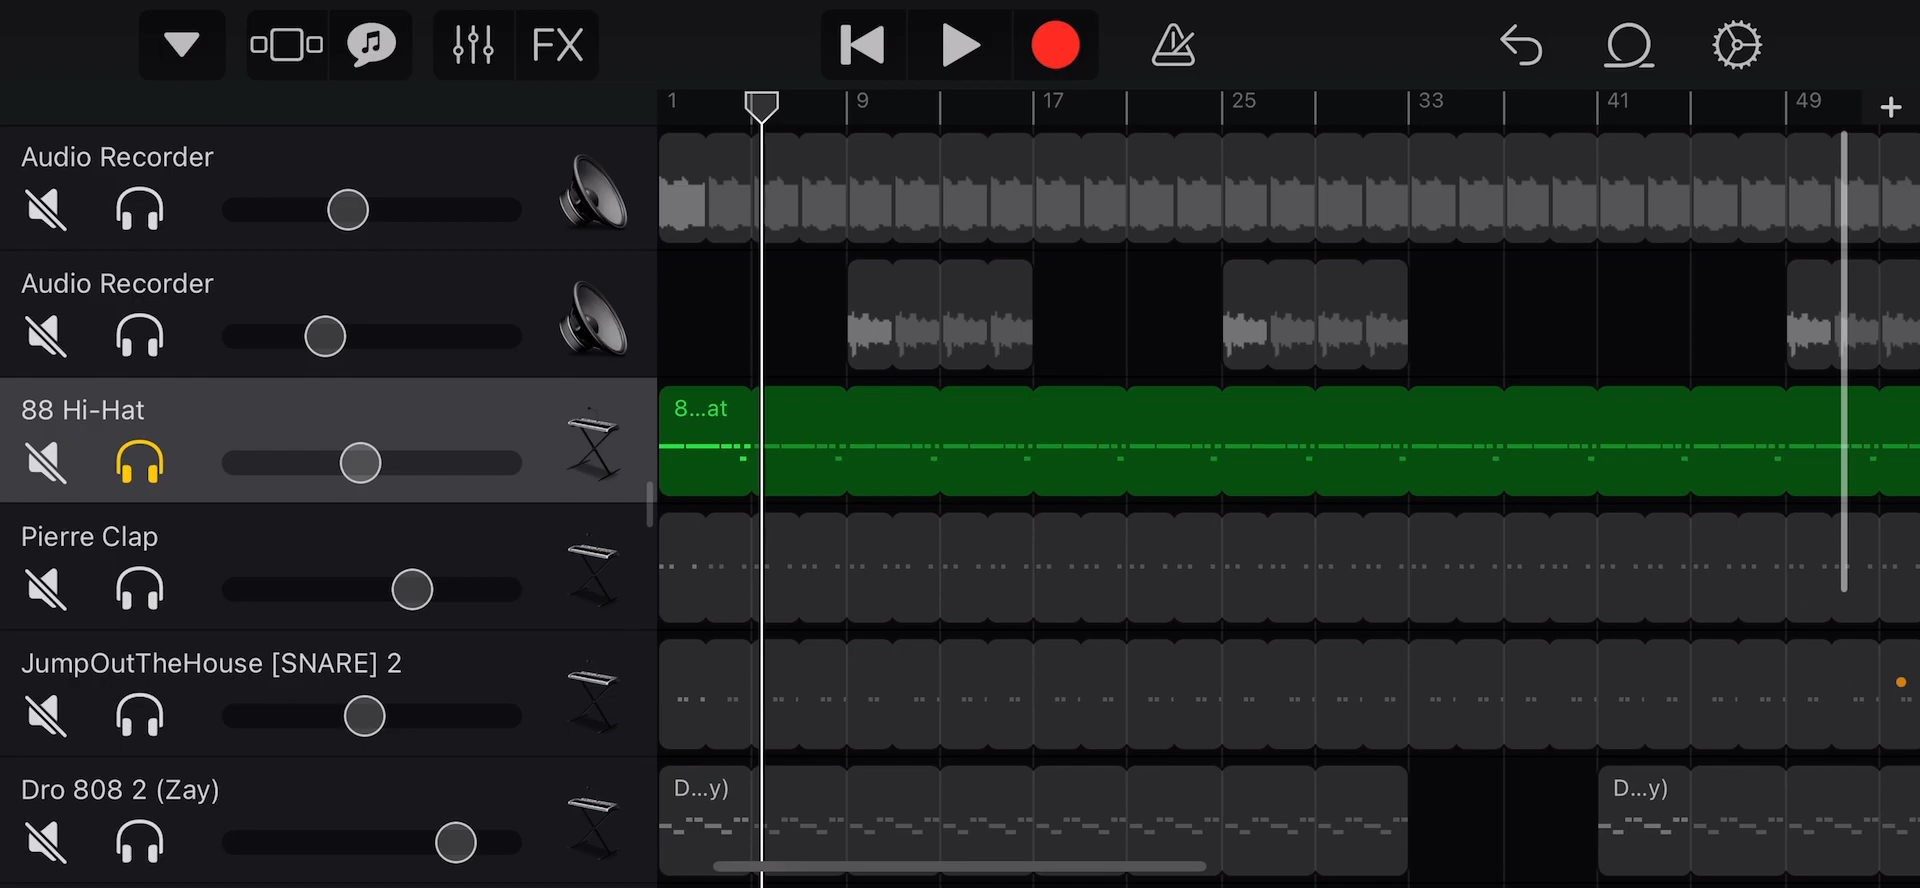 FX
1 9 17 25 33 41 49 +
Audio Recorder
Audio Recorder
88 Hi-Hat
8...at
Pierre Clap
JumpOutTheHouse [SNARE] 2
Dro 808 2 (Zay)
D...y) D...y)